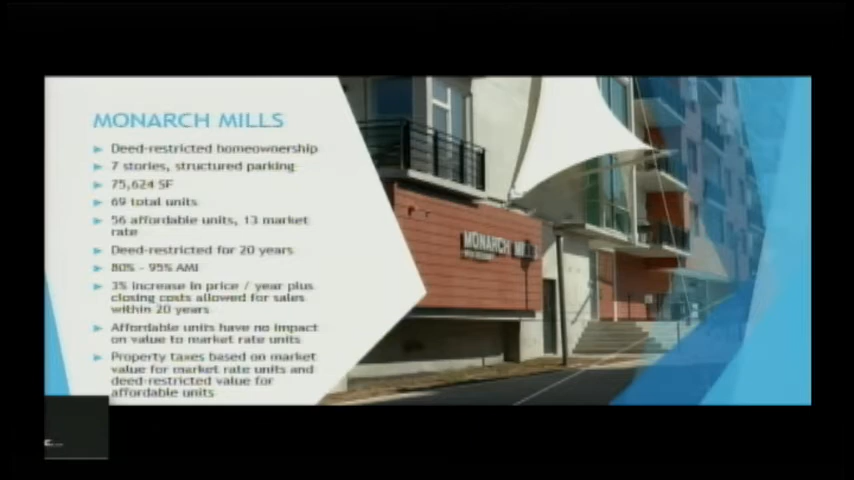 MONARCH MILLS
Deed-restricted homeownership
7 stories, structured parking
75,624 SF
69 total units
56 affordable units, 13 market
rate
Deed-restricted for 20 years
80% - 95% AMI
3% increase in price / year plus
closing costs allowed for sales
within 20 years
Affordable units have no impact
on value to market rate units
Property taxes based on market
value for market rate units and
deed-restricted value for
affordable units
MONARCH MILLS